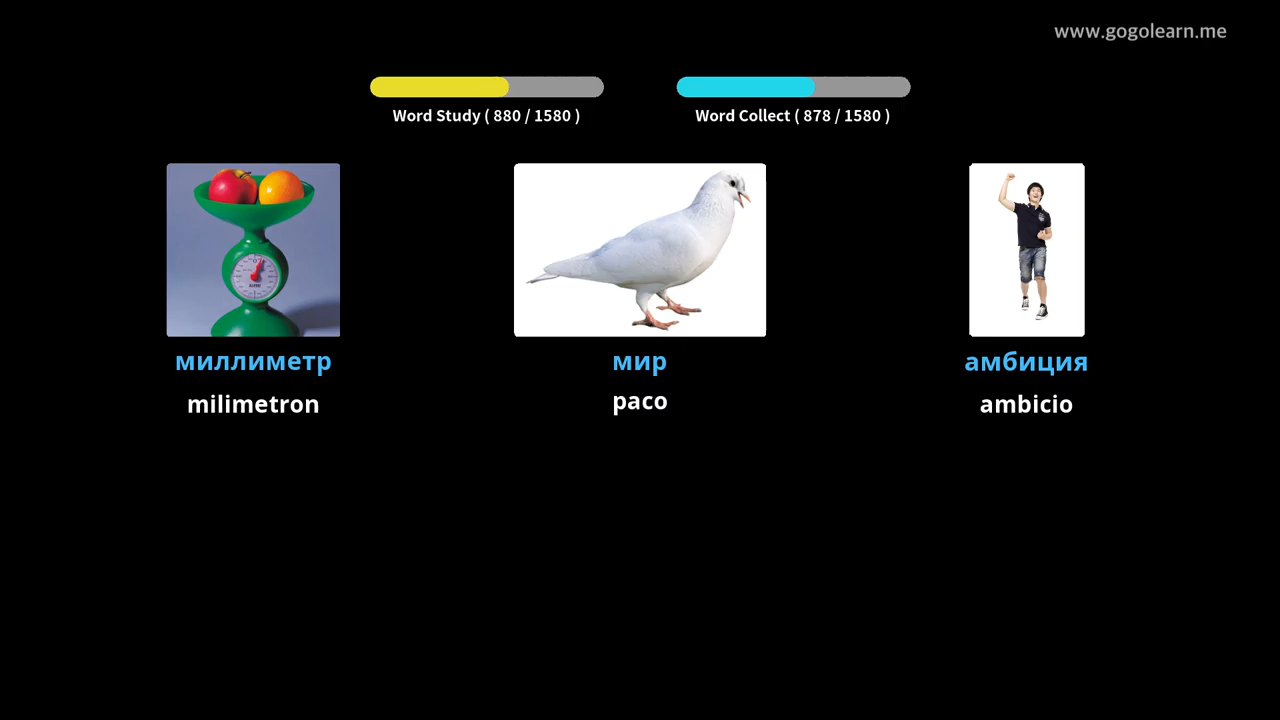 www.gogolearn.me
Word Study ( 880 / 1580 )
Word Collect ( 878 / 1580 )
миллиметр
мир
амбиция
milimetron
paco
ambicio